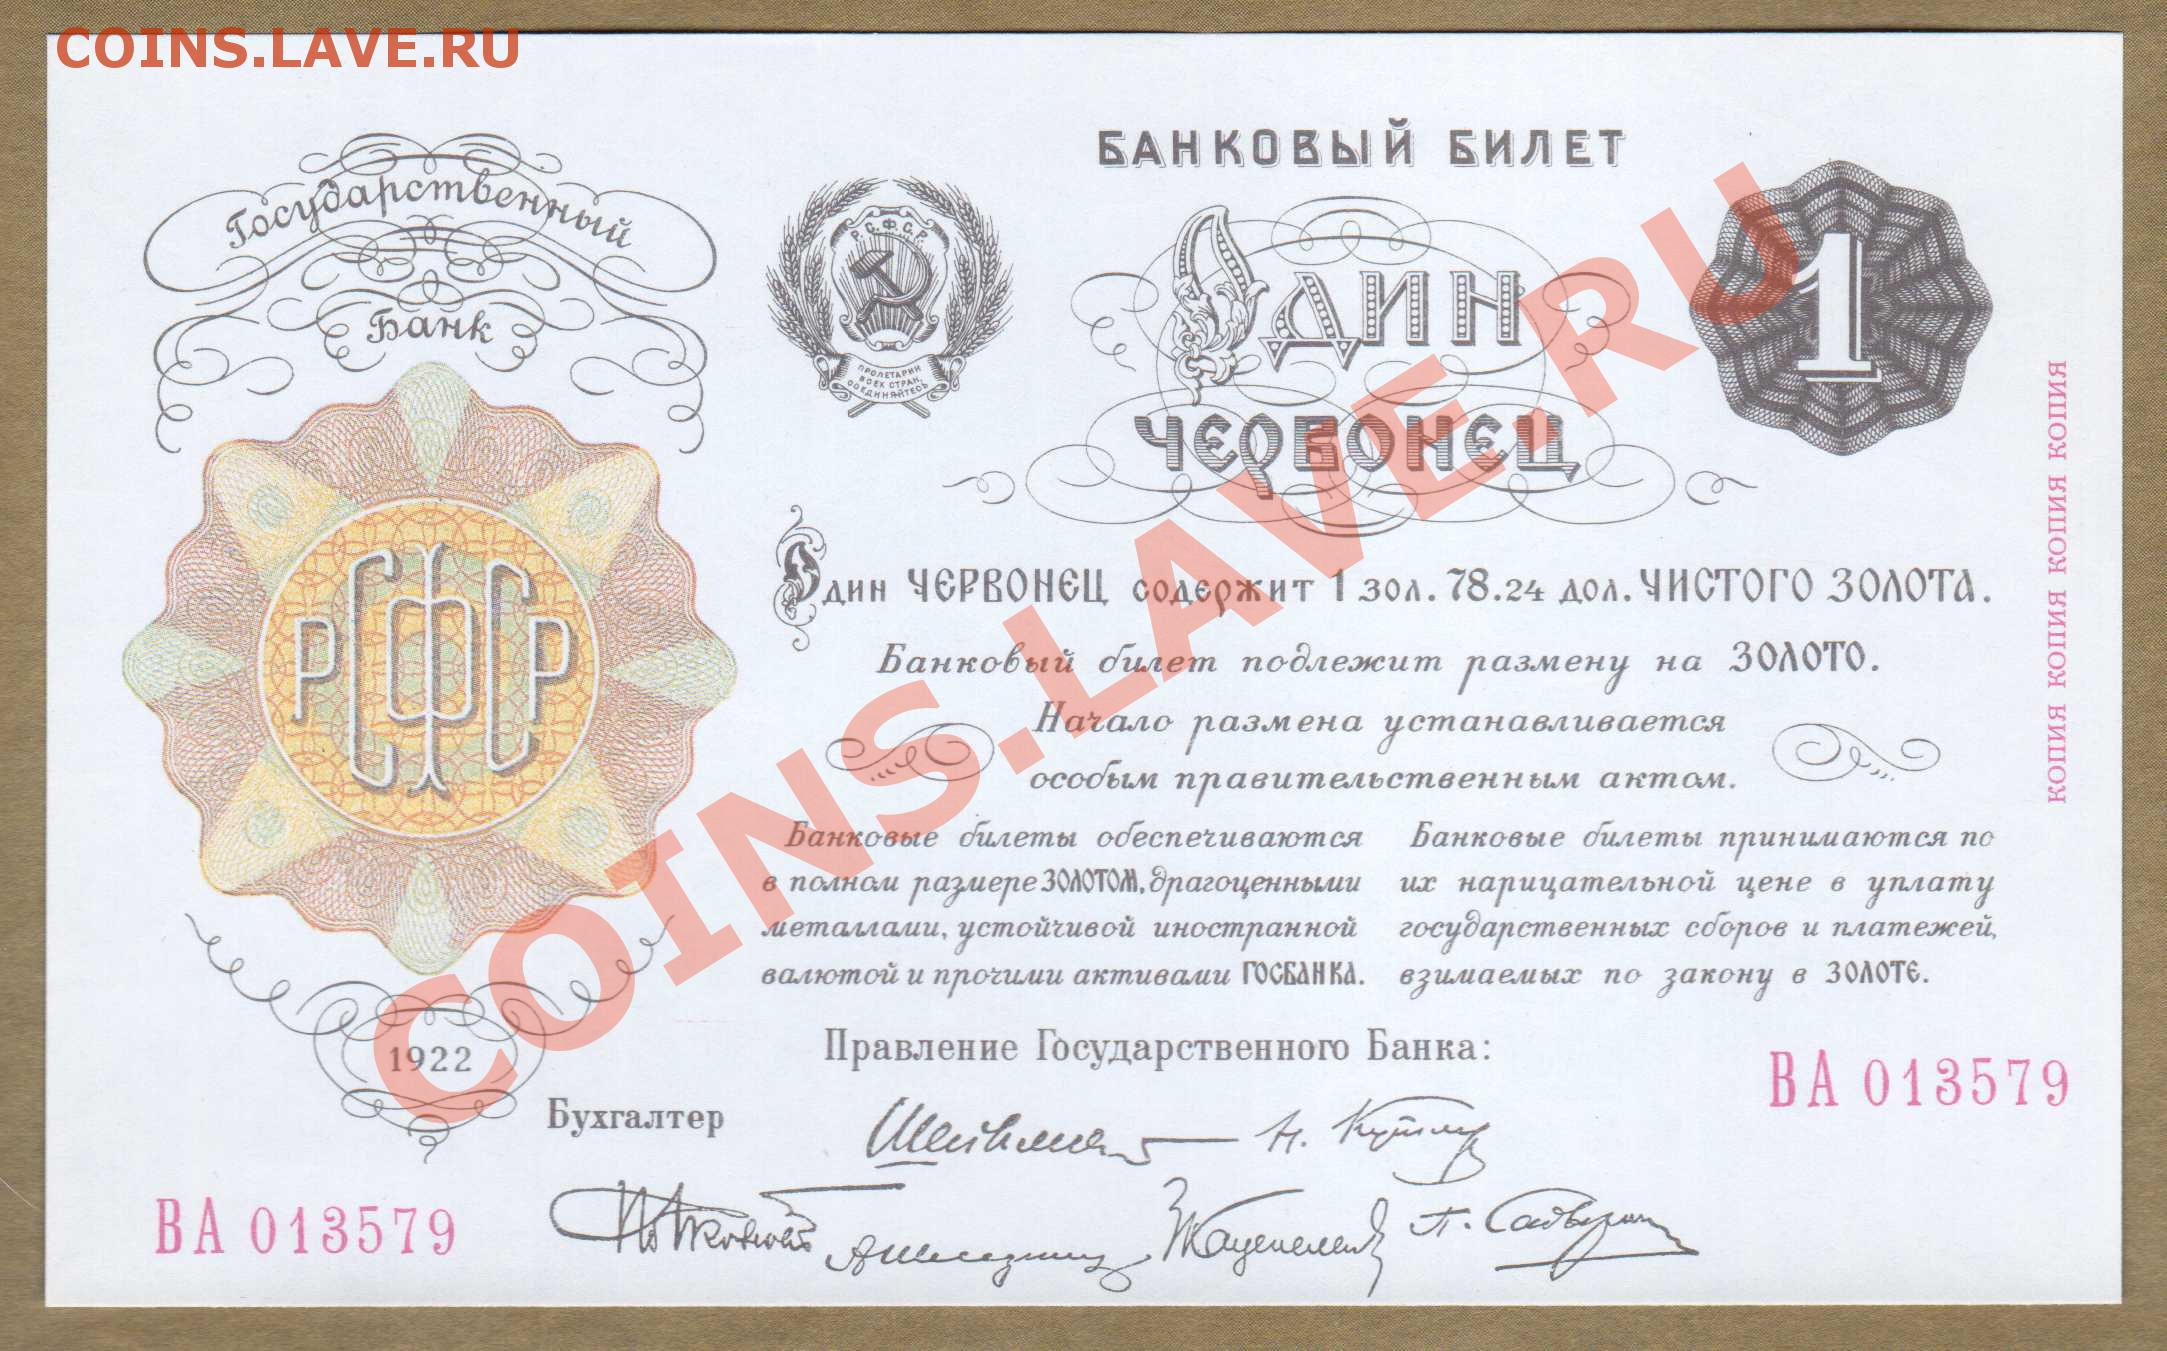 COINS.LAVE.RU
Государственный
Банк
РСФСР
1922
Р.С.Ф.С.Р.
ПРОЛЕТАРИИ
ВСЕХ СТРАН,
СОЕДИНЯЙТЕСЬ
БАНКОВЫЙ БИЛЕТ
ОДИН
ЧЕРВОНЕЦ
1
Один ЧЕРВОНЕЦ содержит 1 зол. 78.24 дол. ЧИСТОГО ЗОЛОТА.
Банковый билет подлежит размену на ЗОЛОТО.
Начало размена устанавливается
особым правительственным актом.
Банковые билеты обеспечиваются
в полном размере ЗОЛОТОМ, драгоценными
металлами, устойчивой иностранной
валютой и прочими активами ГОСБАНКА.
Банковые билеты принимаются по
их нарицательной цене в уплату
государственных сборов и платежей,
взимаемых по закону в ЗОЛОТЕ.
Правление Государственного Банка:
Бухгалтер
ВА 013579
ВА 013579
КОПИЯ КОПИЯ КОПИЯ КОПИЯ
COINS.LAVE.RU